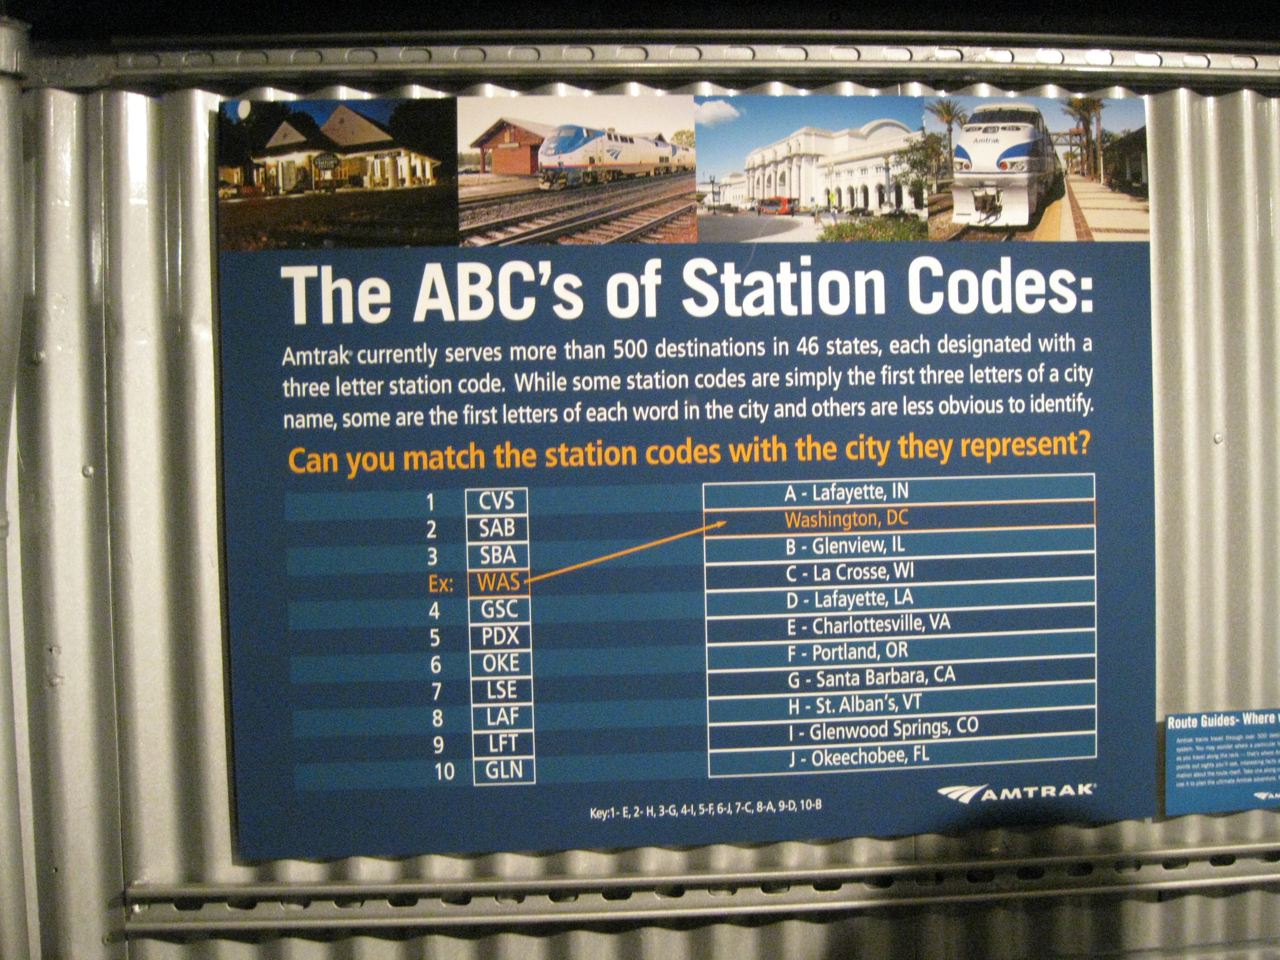 The ABC's of Station Codes:
Amtrak® currently serves more than 500 destinations in 46 states, each designated with a
three letter station code. While some station codes are simply the first three letters of a city
name, some are the first letters of each word in the city and others are less obvious to identify.
Can you match the station codes with the city they represent?
1 CVS
2 SAB
3 SBA
Ex: WAS
4 GSC
5 PDX
6 OKE
7 LSE
8 LAF
9 LFT
10 GLN
A - Lafayette, IN
Washington, DC
B - Glenview, IL
C - La Crosse, WI
D - Lafayette, LA
E - Charlottesville, VA
F - Portland, OR
G - Santa Barbara, CA
H - St. Alban's, VT
I - Glenwood Springs, CO
J - Okeechobee, FL
Key:1- E, 2- H, 3-G, 4-I, 5-F, 6-J, 7-C, 8-A, 9-D, 10-B
AMTRAK®
Amtrak
Route Guides- Where